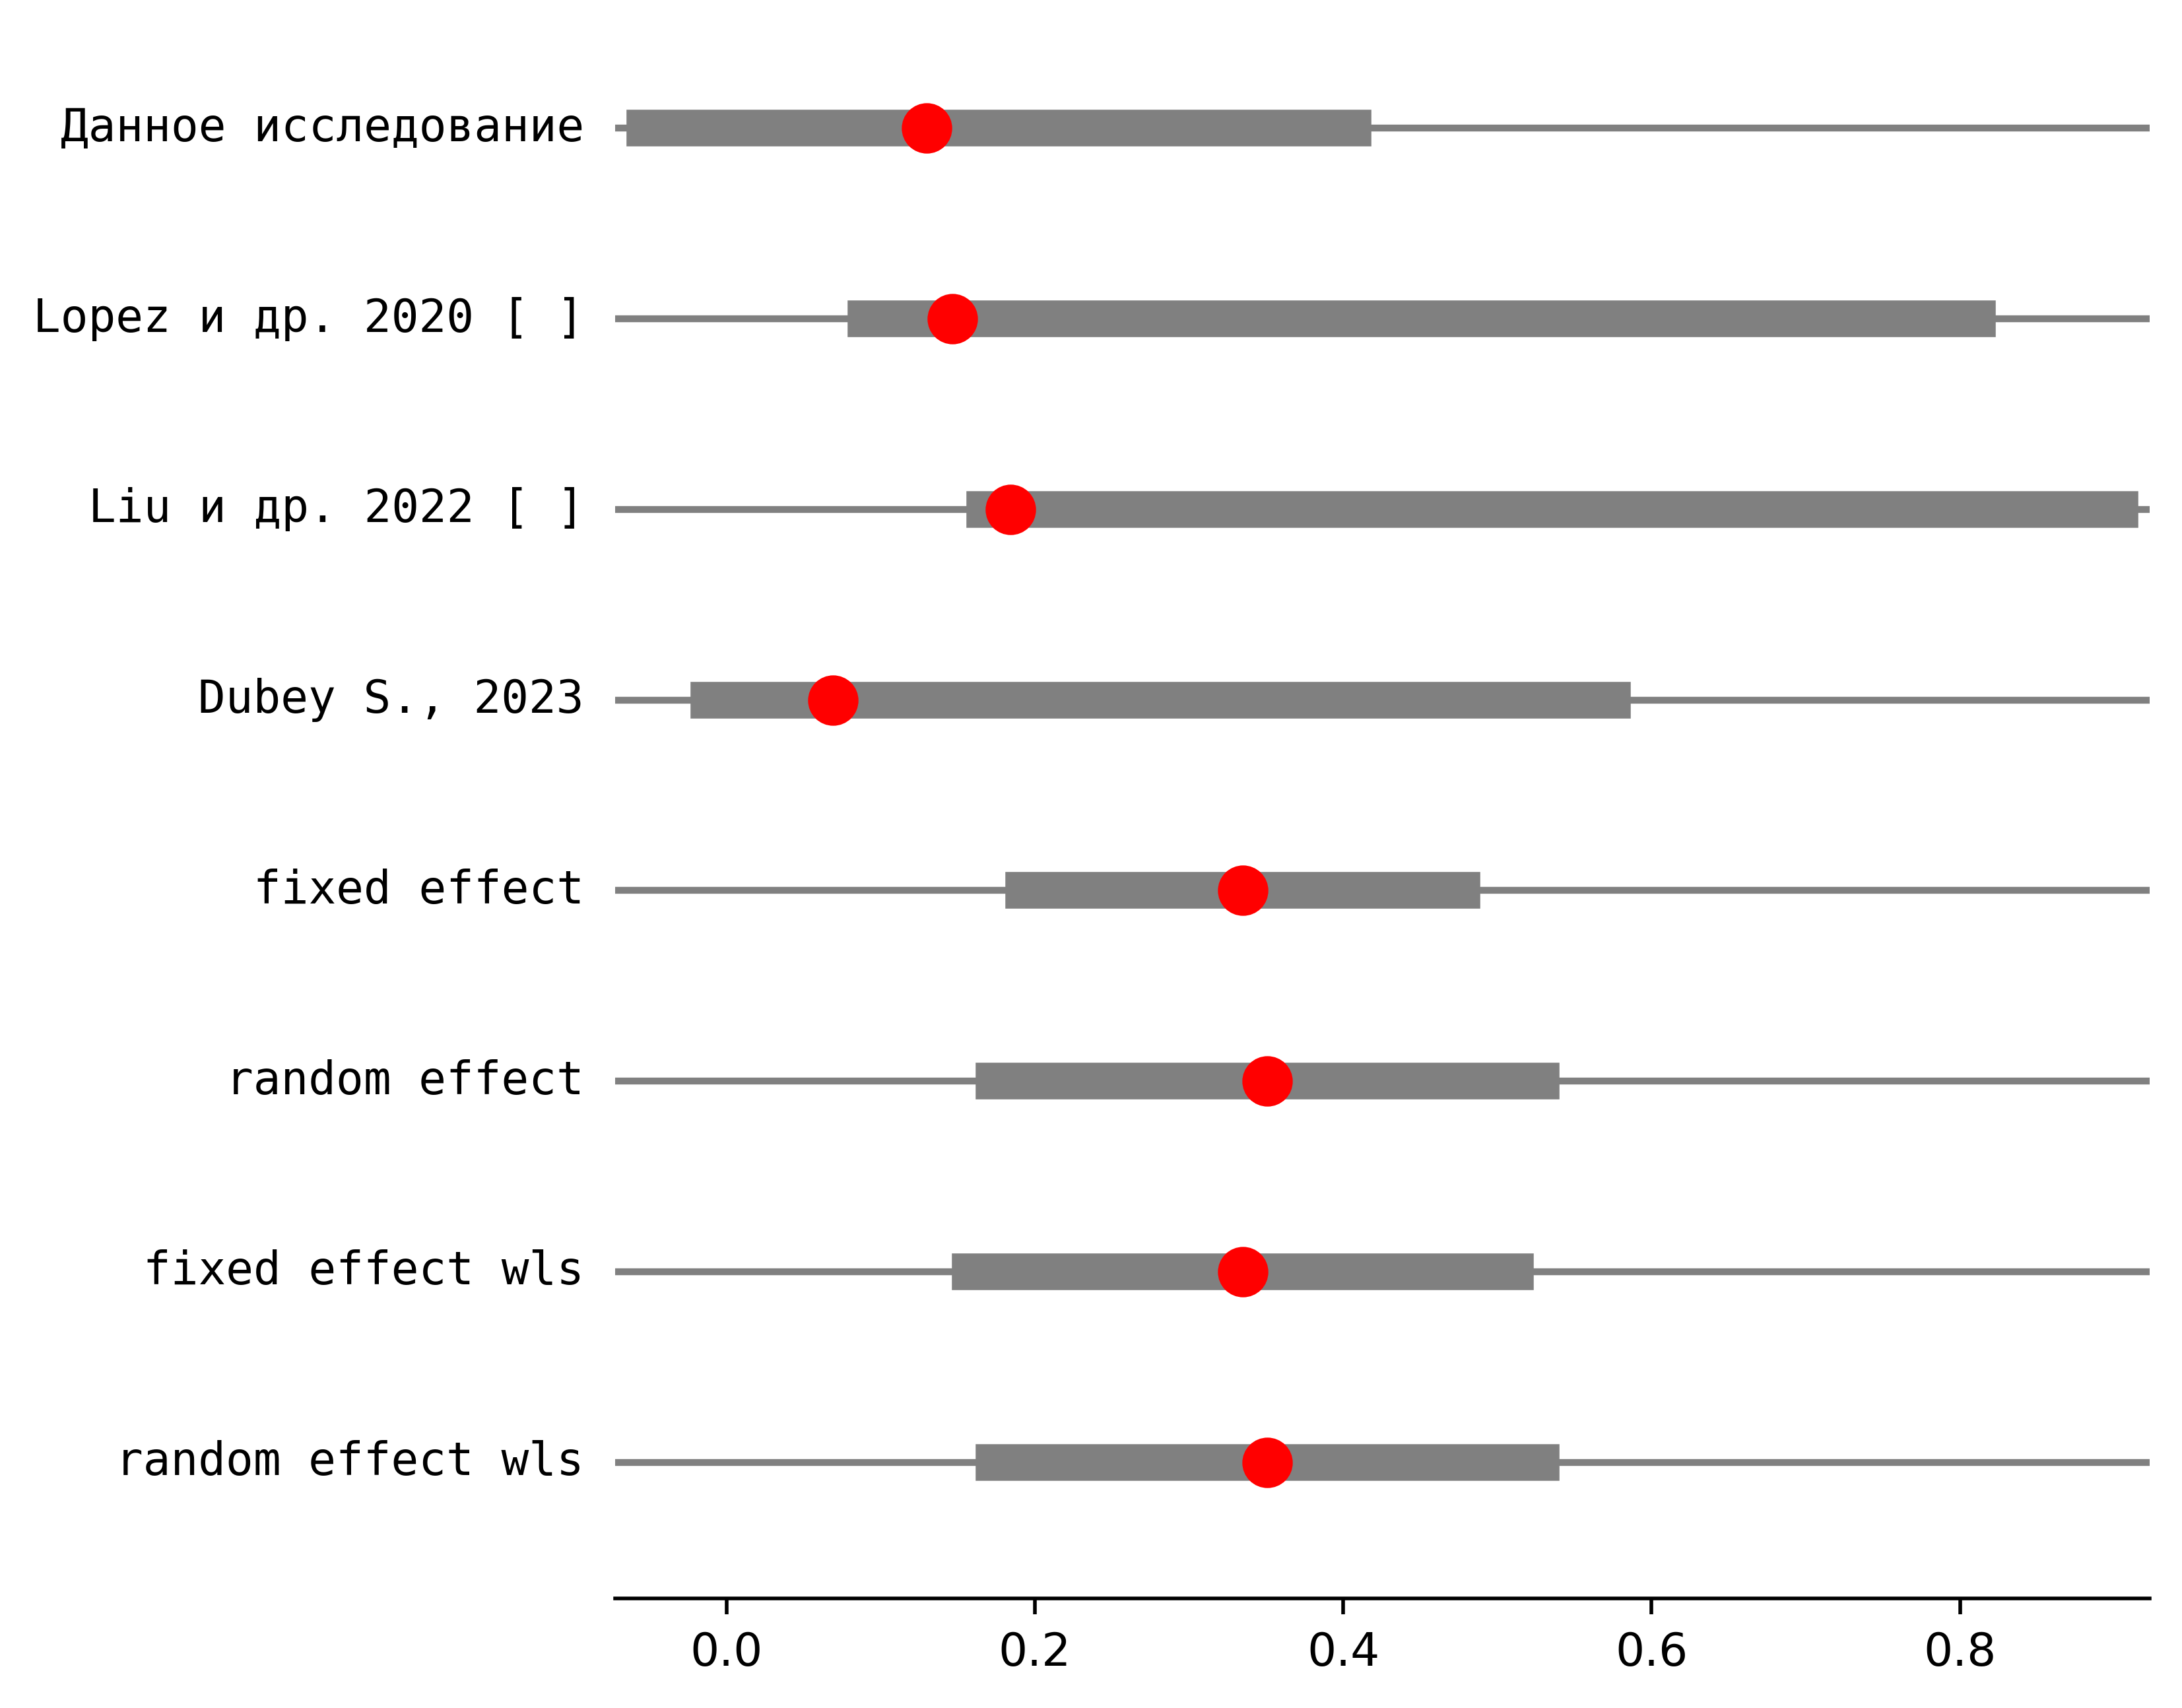 Данное исследование
Lopez и др. 2020 [ ]
Liu и др. 2022 [ ]
Dubey S., 2023
fixed effect
random effect
fixed effect wls
random effect wls
0.0 0.2 0.4 0.6 0.8